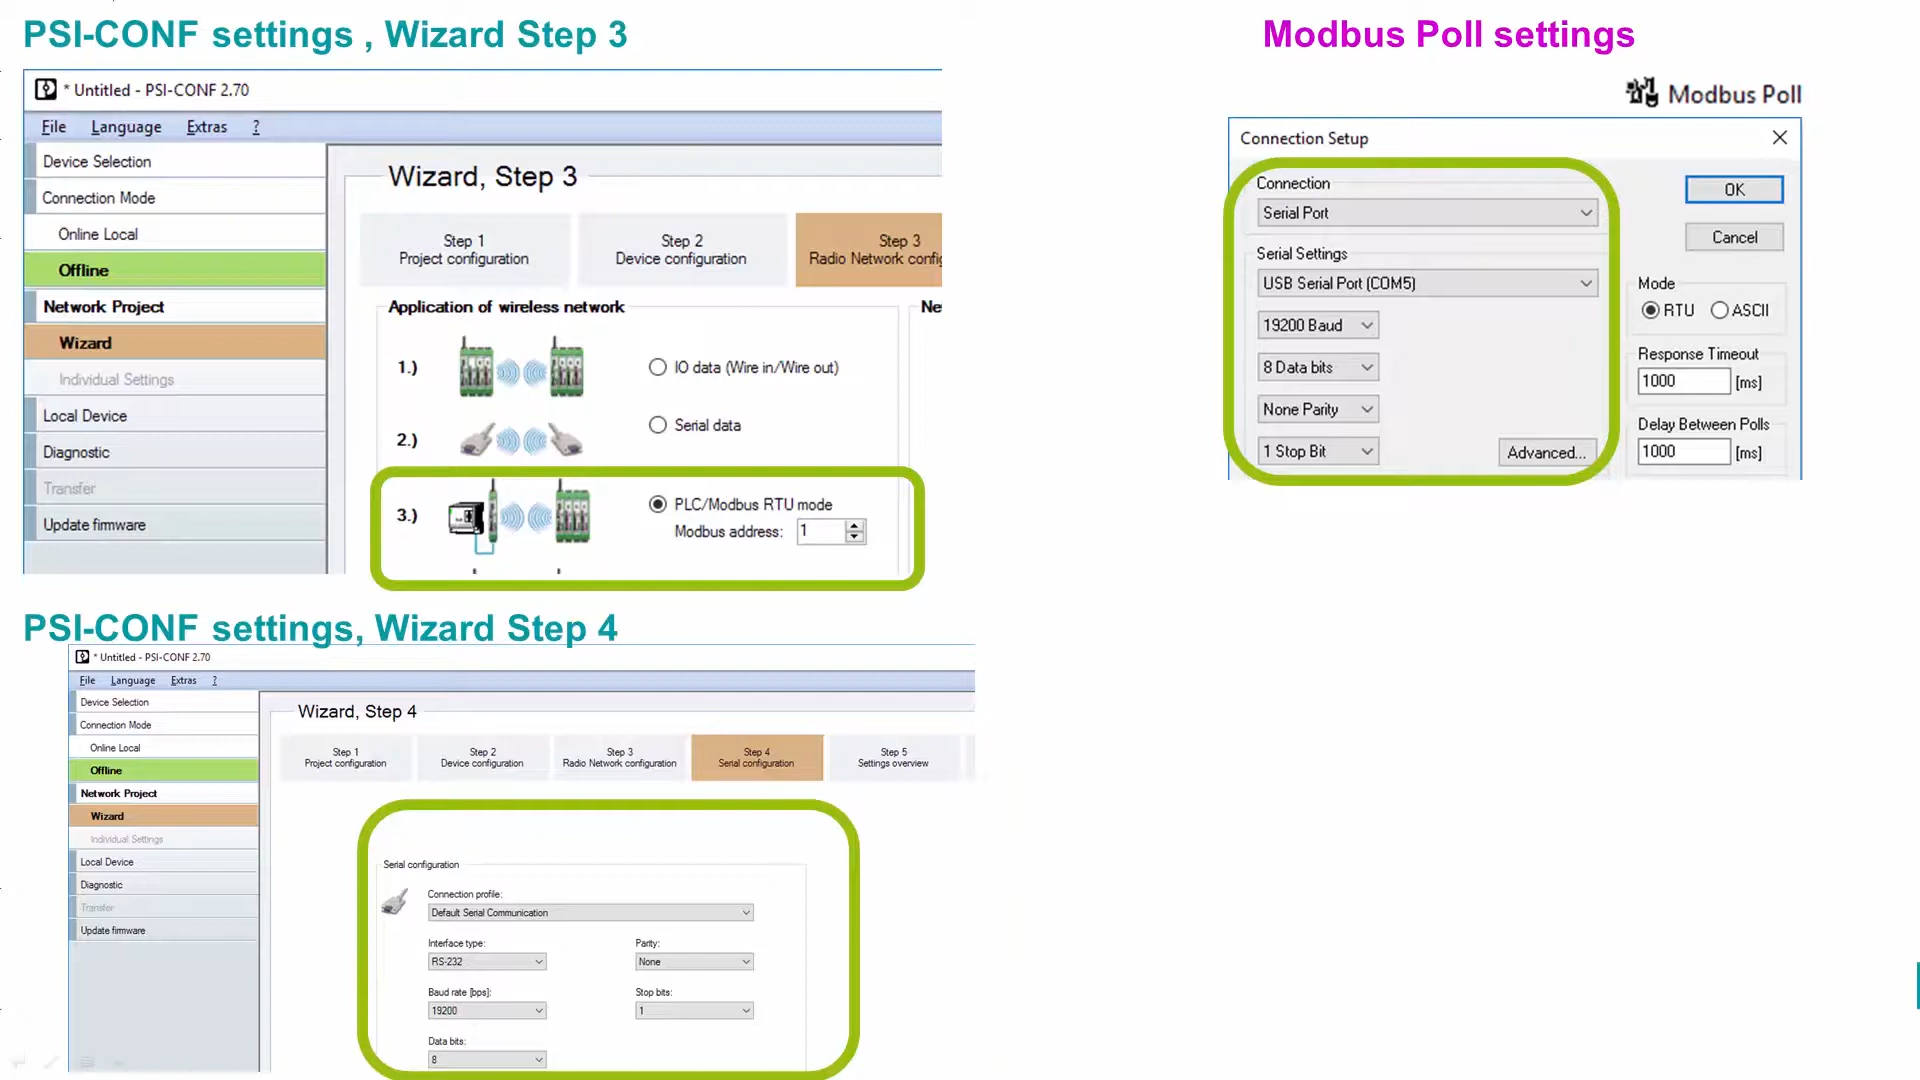 PSI-CONF settings , Wizard Step 3
* Untitled - PSI-CONF 2.70
File Language Extras ?
Device Selection
Connection Mode
Online Local
Offline
Network Project
Wizard
Individual Settings
Local Device
Diagnostic
Transfer
Update firmware
Wizard, Step 3
Step 1
Project configuration
Step 2
Device configuration
Step 3
Radio Network config
Application of wireless network
Ne
1.)
IO data (Wire in/Wire out)
2.)
Serial data
3.)
PLC/Modbus RTU mode
Modbus address: 1
PSI-CONF settings, Wizard Step 4
* Untitled - PSI-CONF 2.70
File Language Extras ?
Device Selection
Connection Mode
Online Local
Offline
Network Project
Wizard
Individual Settings
Local Device
Diagnostic
Transfer
Update firmware
Wizard, Step 4
Step 1
Project configuration
Step 2
Device configuration
Step 3
Radio Network configuration
Step 4
Serial configuration
Step 5
Settings overview
Serial configuration
Connection profile:
Default Serial Communication
Interface type:
RS-232
Parity:
None
Baud rate [bps]:
19200
Stop bits:
1
Data bits:
8
Modbus Poll settings
Modbus Poll
Connection Setup
Connection
Serial Port
OK
Cancel
Serial Settings
USB Serial Port (COM5)
19200 Baud
8 Data bits
None Parity
1 Stop Bit
Advanced...
Mode
RTU ASCII
Response Timeout
1000 [ms]
Delay Between Polls
1000 [ms]